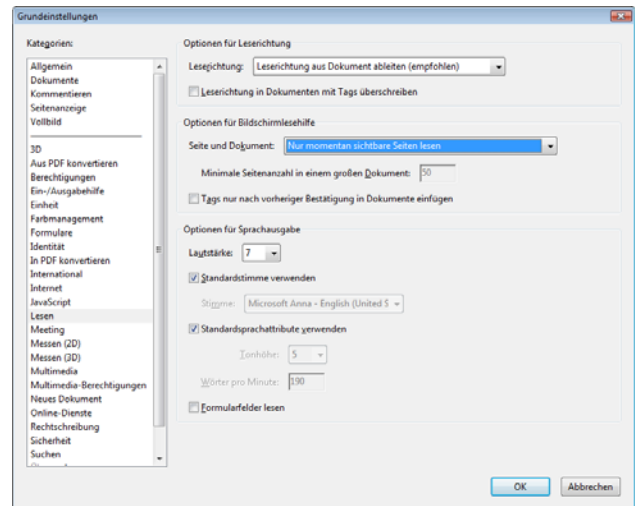 Grundeinstellungen
Kategorien:
Allgemein
Dokumente
Kommentieren
Seitenanzeige
Vollbild
3D
Aus PDF konvertieren
Berechtigungen
Ein-/Ausgabehilfe
Einheit
Farbmanagement
Formulare
Identität
In PDF konvertieren
International
Internet
JavaScript
Lesen
Meeting
Messen (2D)
Messen (3D)
Multimedia
Multimedia-Berechtigungen
Neues Dokument
Online-Dienste
Rechtschreibung
Sicherheit
Suchen
Optionen für Leserichtung
Leserichtung: Leserichtung aus Dokument ableiten (empfohlen)
Leserichtung in Dokumenten mit Tags überschreiben
Optionen für Bildschirmlesehilfe
Seite und Dokument: Nur momentan sichtbare Seiten lesen
Minimale Seitenanzahl in einem großen Dokument: 50
Tags nur nach vorheriger Bestätigung in Dokumente einfügen
Optionen für Sprachausgabe
Lautstärke: 7
Standardstimme verwenden
Stimme: Microsoft Anna - English (United S
Standardsprachattribute verwenden
Tonhöhe: 5
Wörter pro Minute: 190
Formularfelder lesen
OK Abbrechen